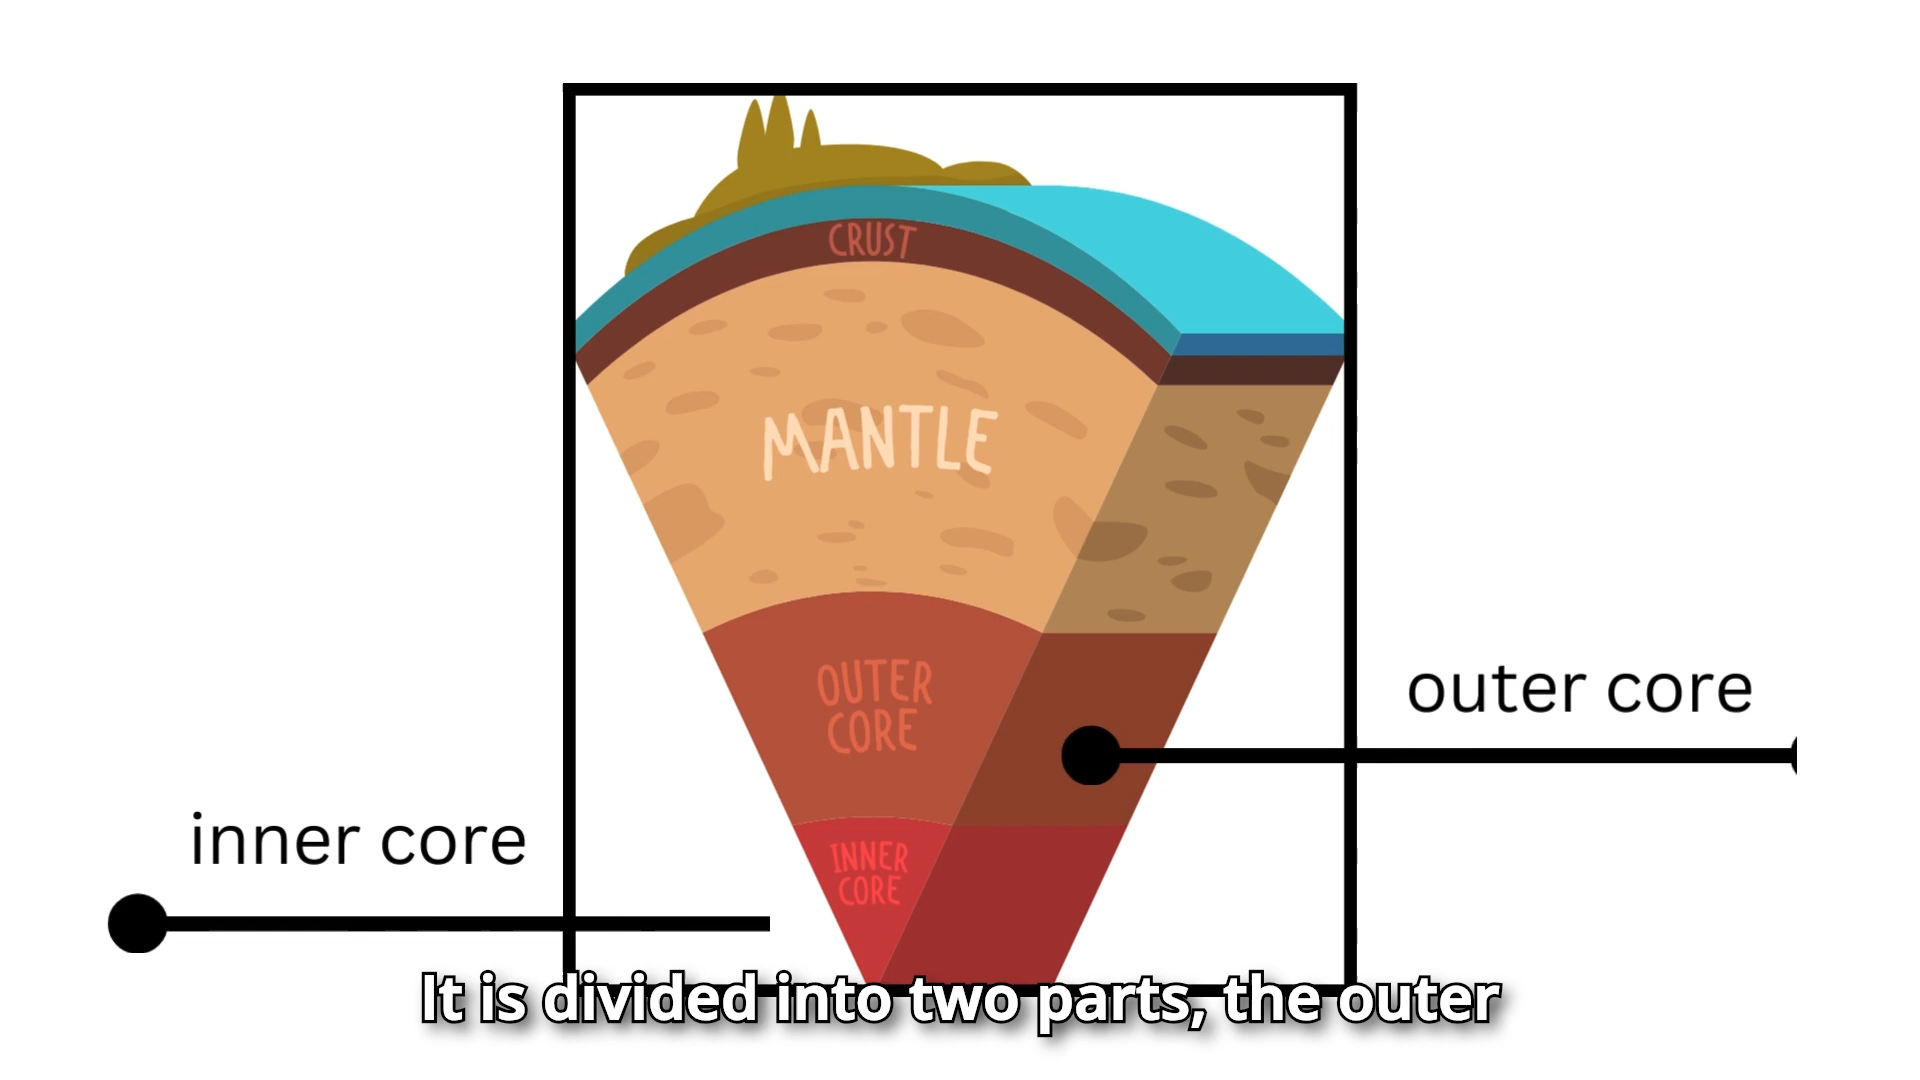 CRUST
MANTLE
OUTER
CORE
outer core
inner core
INNER
CORE
It is divided into two parts, the outer